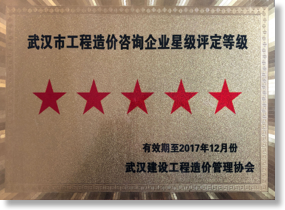 武汉市工程造价咨询企业星级评定等级
有效期至2017年12月份
武汉建设工程造价管理协会